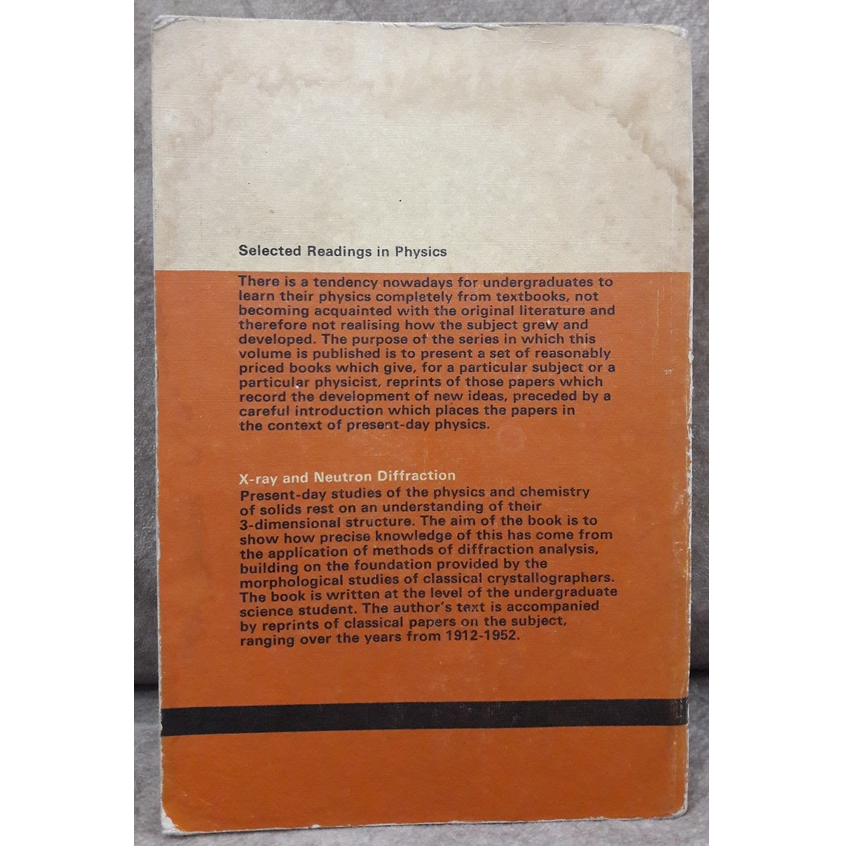 Selected Readings in Physics
There is a tendency nowadays for undergraduates to
learn their physics completely from textbooks, not
becoming acquainted with the original literature and
therefore not realising how the subject grew and
developed. The purpose of the series in which this
volume is published is to present a set of reasonably
priced books which give, for a particular subject or a
particular physicist, reprints of those papers which
record the development of new ideas, preceded by a
careful introduction which places the papers in
the context of present-day physics.
X-ray and Neutron Diffraction
Present-day studies of the physics and chemistry
of solids rest on an understanding of their
3-dimensional structure. The aim of the book is to
show how precise knowledge of this has come from
the application of methods of diffraction analysis,
building on the foundation provided by the
morphological studies of classical crystallographers.
The book is written at the level of the undergraduate
science student. The author's text is accompanied
by reprints of classical papers on the subject,
ranging over the years from 1912-1952.